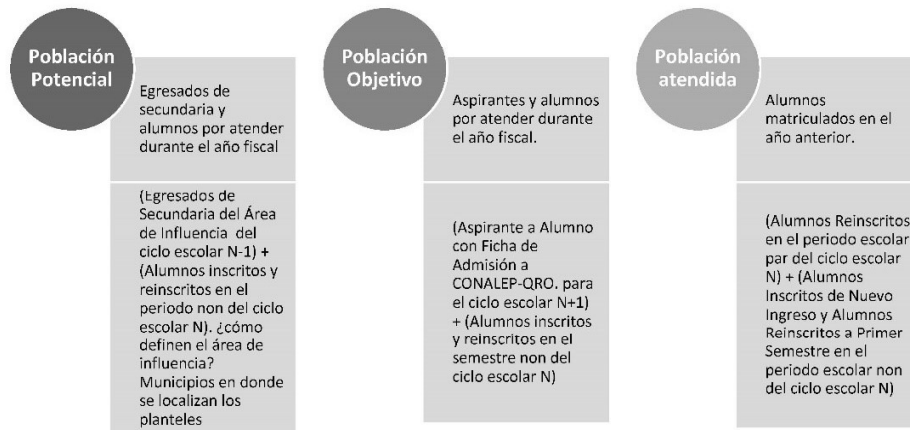 Población
Potencial
Egresados de
secundaria y
alumnos por atender
durante el año fiscal
(Egresados de
Secundaria del Área
de Influencia del
ciclo escolar N-1) +
(Alumnos inscritos y
reinscritos en el
periodo non del ciclo
escolar N). ¿cómo
definen el área de
influencia?
Municipios en donde
se localizan los
planteles
Población
Objetivo
Aspirantes y alumnos
por atender durante
el año fiscal.
(Aspirante a Alumno
con Ficha de
Admisión a
CONALEP-QRO. para
el ciclo escolar N+1)
+ (Alumnos inscritos
y reinscritos en el
semestre non del
ciclo escolar N)
Población
atendida
Alumnos
matriculados en el
año anterior.
(Alumnos Reinscritos
en el periodo escolar
par del ciclo escolar
N) + (Alumnos
Inscritos de Nuevo
Ingreso y Alumnos
Reinscritos a Primer
Semestre en el
periodo escolar non
del ciclo escolar N)